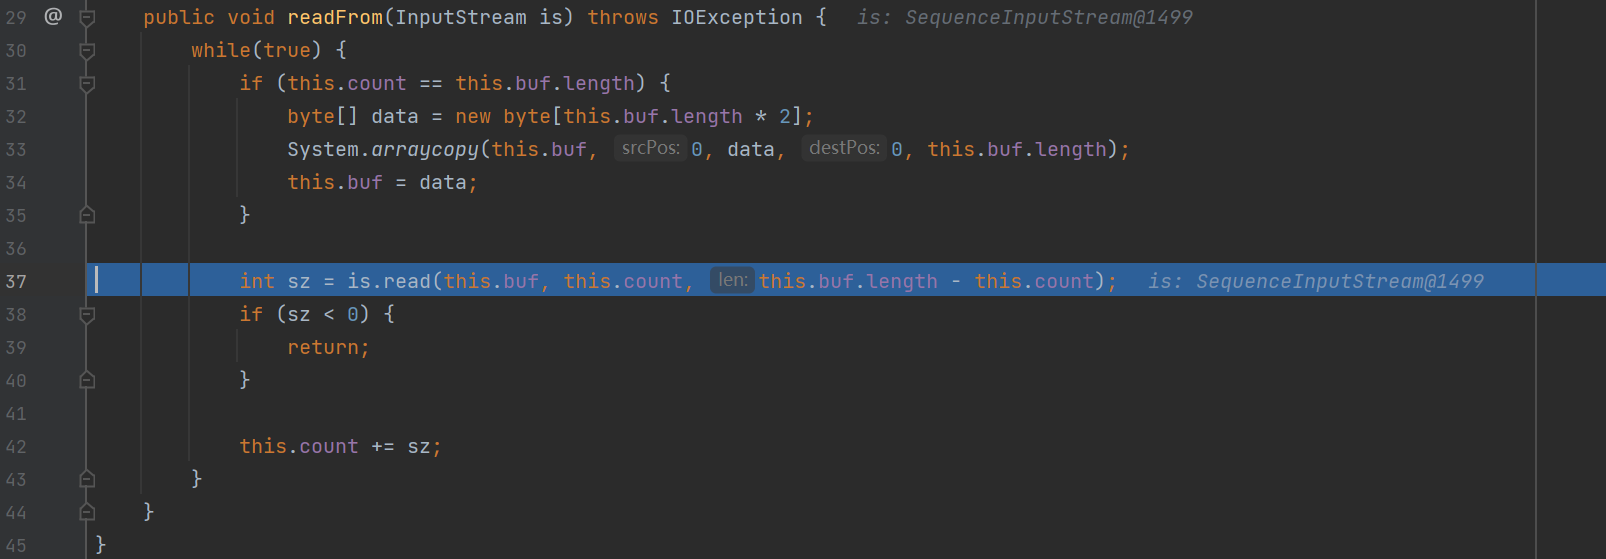 29 @ public void readFrom(InputStream is) throws IOException { is: SequenceInputStream@1499
30 while(true) {
31 if (this.count == this.buf.length) {
32 byte[] data = new byte[this.buf.length * 2];
33 System.arraycopy(this.buf, srcPos: 0, data, destPos: 0, this.buf.length);
34 this.buf = data;
35 }
36
37 int sz = is.read(this.buf, this.count, len: this.buf.length - this.count); is: SequenceInputStream@1499
38 if (sz < 0) {
39 return;
40 }
41
42 this.count += sz;
43 }
44 }
45 }